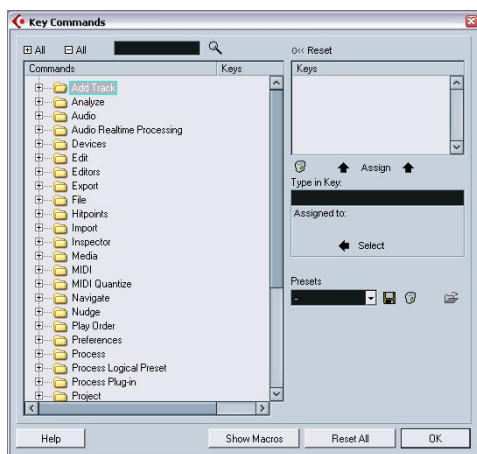 Key Commands
All All
Reset
Commands Keys
Keys
Add Track
Analyze
Audio
Audio Realtime Processing
Devices
Edit
Editors
Export
File
Hitpoints
Import
Inspector
Media
MIDI
MIDI Quantize
Navigate
Nudge
Play Order
Preferences
Process
Process Logical Preset
Process Plug-in
Project
Assign
Type in Key:
Assigned to:
Select
Presets
-
Help
Show Macros
Reset All
OK